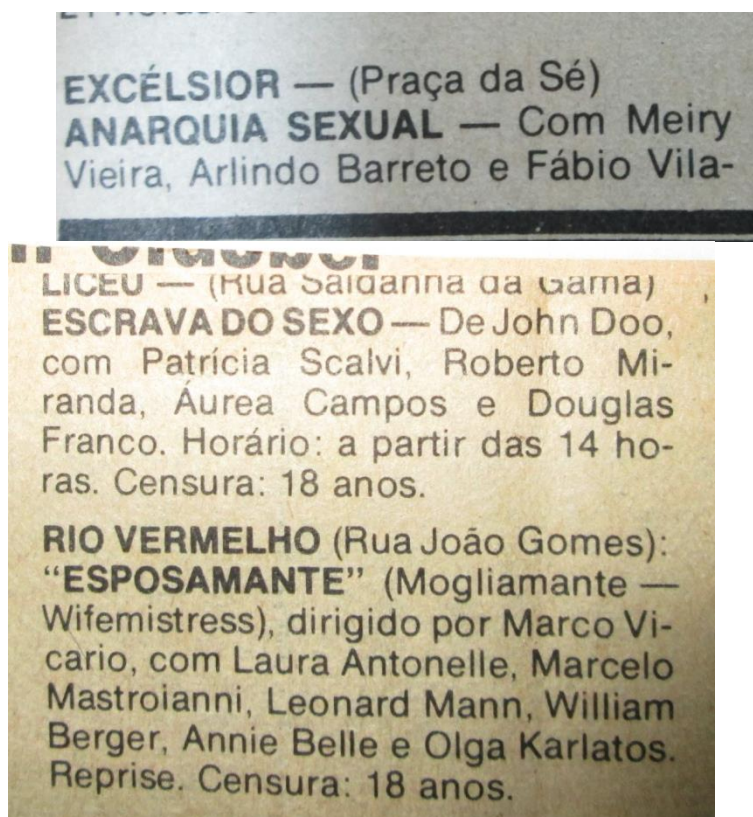 EXCÉLSIOR — (Praça da Sé)
ANARQUIA SEXUAL — Com Meiry
Vieira, Arlindo Barreto e Fábio Vila-
LICEU — (Rua Saldanha da Gama)
ESCRAVA DO SEXO — De John Doo,
com Patrícia Scalvi, Roberto Mi-
randa, Áurea Campos e Douglas
Franco. Horário: a partir das 14 ho-
ras. Censura: 18 anos.
RIO VERMELHO (Rua João Gomes):
“ESPOSAMANTE” (Mogliamante —
Wifemistress), dirigido por Marco Vi-
cario, com Laura Antonelle, Marcelo
Mastroianni, Leonard Mann, William
Berger, Annie Belle e Olga Karlatos.
Reprise. Censura: 18 anos.